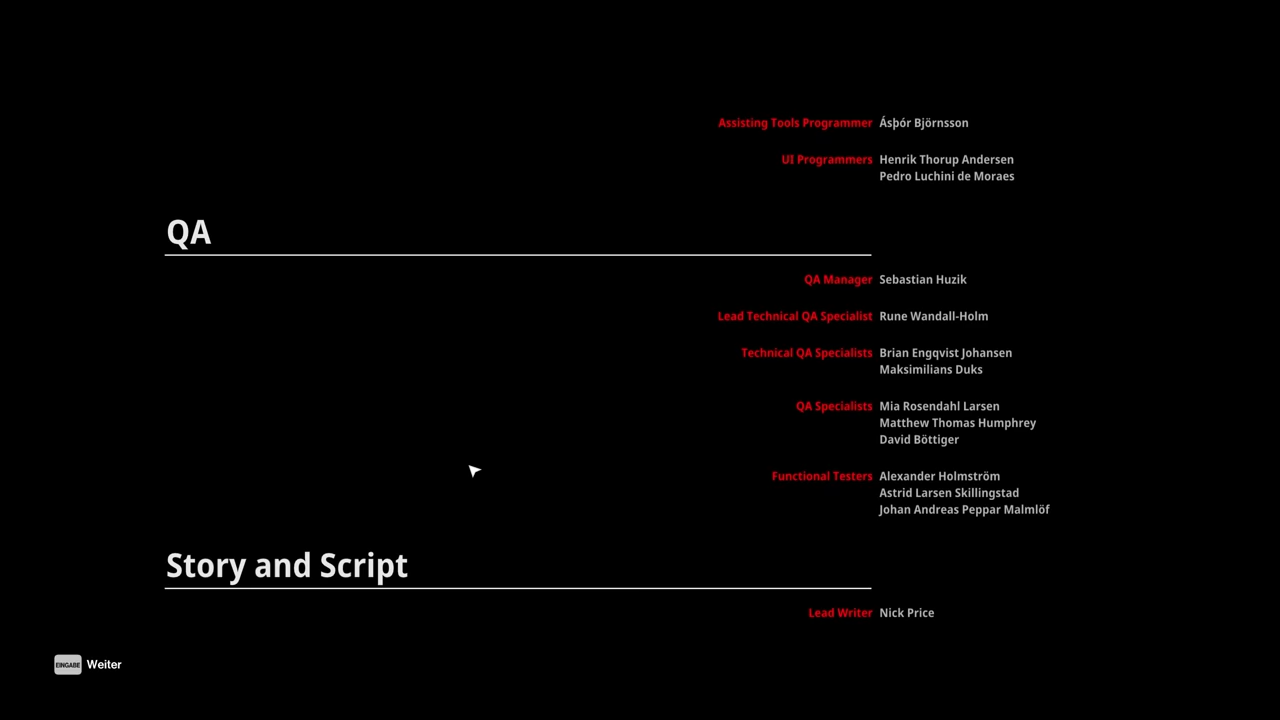 Assisting Tools Programmer Ásþór Björnsson
UI Programmers Henrik Thorup Andersen
Pedro Luchini de Moraes
QA
QA Manager Sebastian Huzik
Lead Technical QA Specialist Rune Wandall-Holm
Technical QA Specialists Brian Engqvist Johansen
Maksimilians Duks
QA Specialists Mia Rosendahl Larsen
Matthew Thomas Humphrey
David Böttiger
Functional Testers Alexander Holmström
Astrid Larsen Skillingstad
Johan Andreas Peppar Malmlöf
Story and Script
Lead Writer Nick Price
EINGABE Weiter